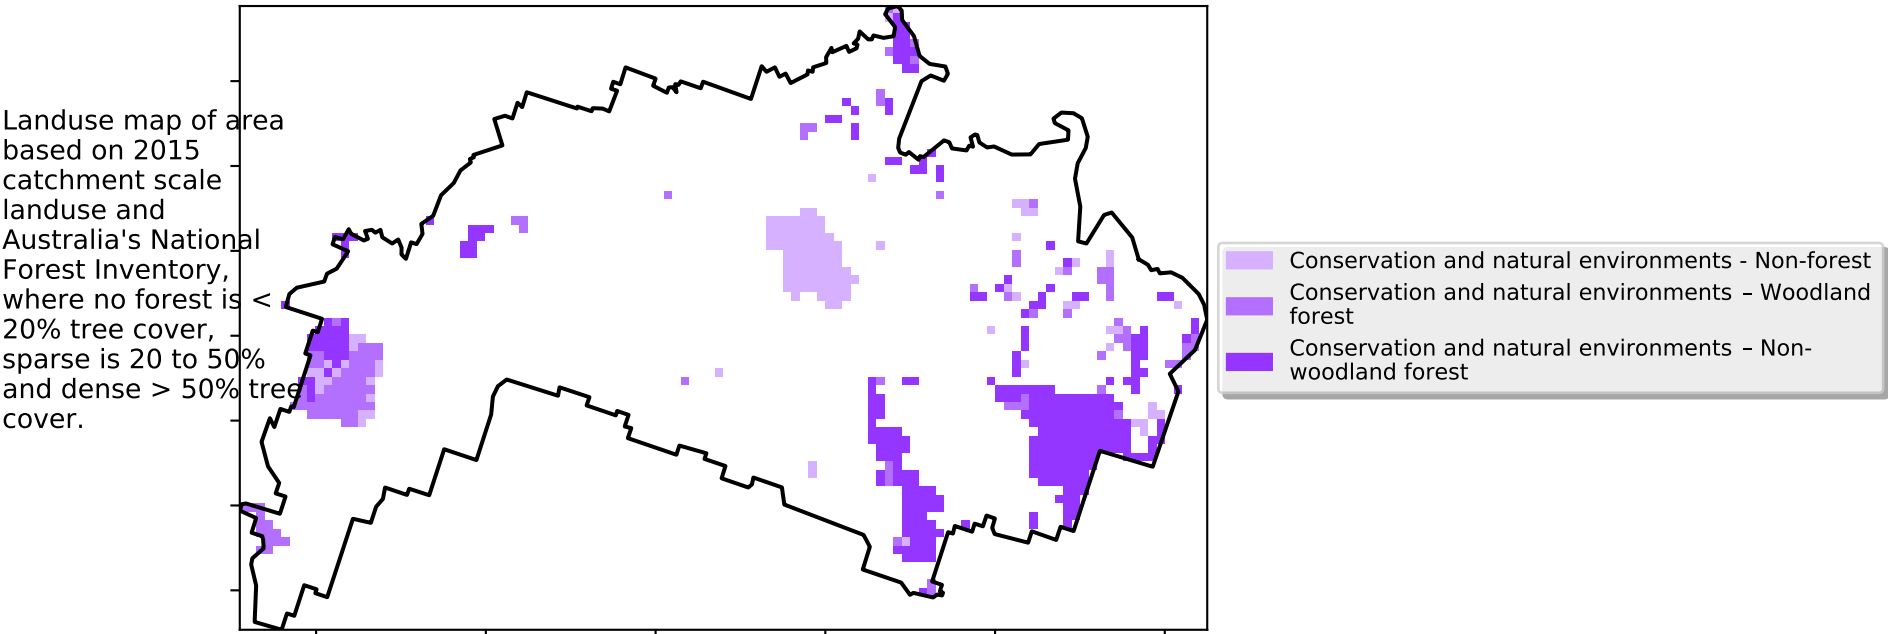 Landuse map of area
based on 2015
catchment scale
landuse and
Australia's National
Forest Inventory,
where no forest is <
20% tree cover,
sparse is 20 to 50%
and dense > 50% tree
cover.
Conservation and natural environments - Non-forest
Conservation and natural environments – Woodland
forest
Conservation and natural environments – Non-
woodland forest